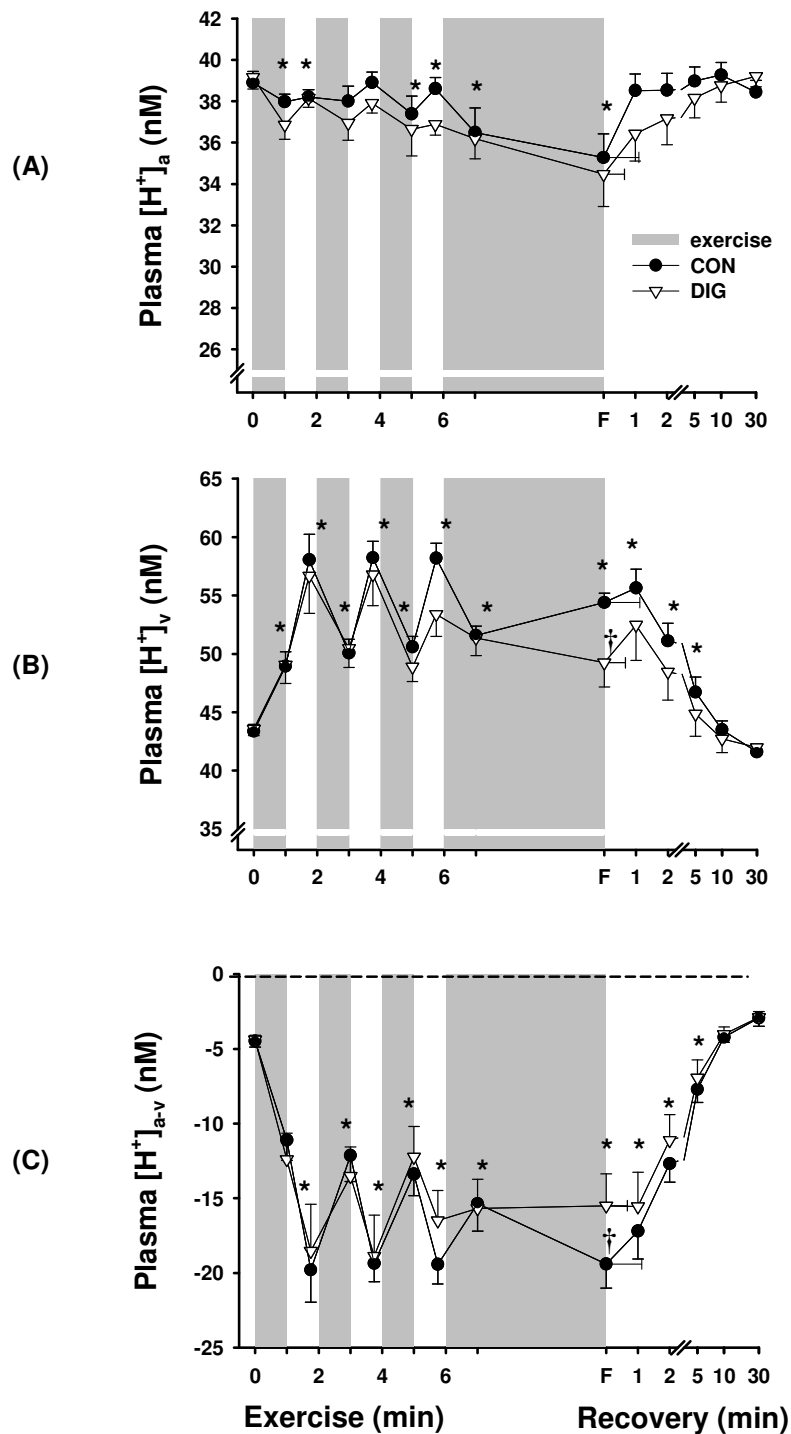 (A)
Plasma [H+]a (nM)
42
40
38
36
34
32
30
28
26
* * * * * *
exercise
CON
DIG
0 2 4 6 F 1 2 5 10 30
(B)
Plasma [H+]v (nM)
65
60
55
50
45
40
35
* * * * * * * * * * *
†
0 2 4 6 F 1 2 5 10 30
(C)
Plasma [H+]a-v (nM)
0
-5
-10
-15
-20
-25
* * * * * * * * * *
†
0 2 4 6 F 1 2 5 10 30
Exercise (min) Recovery (min)